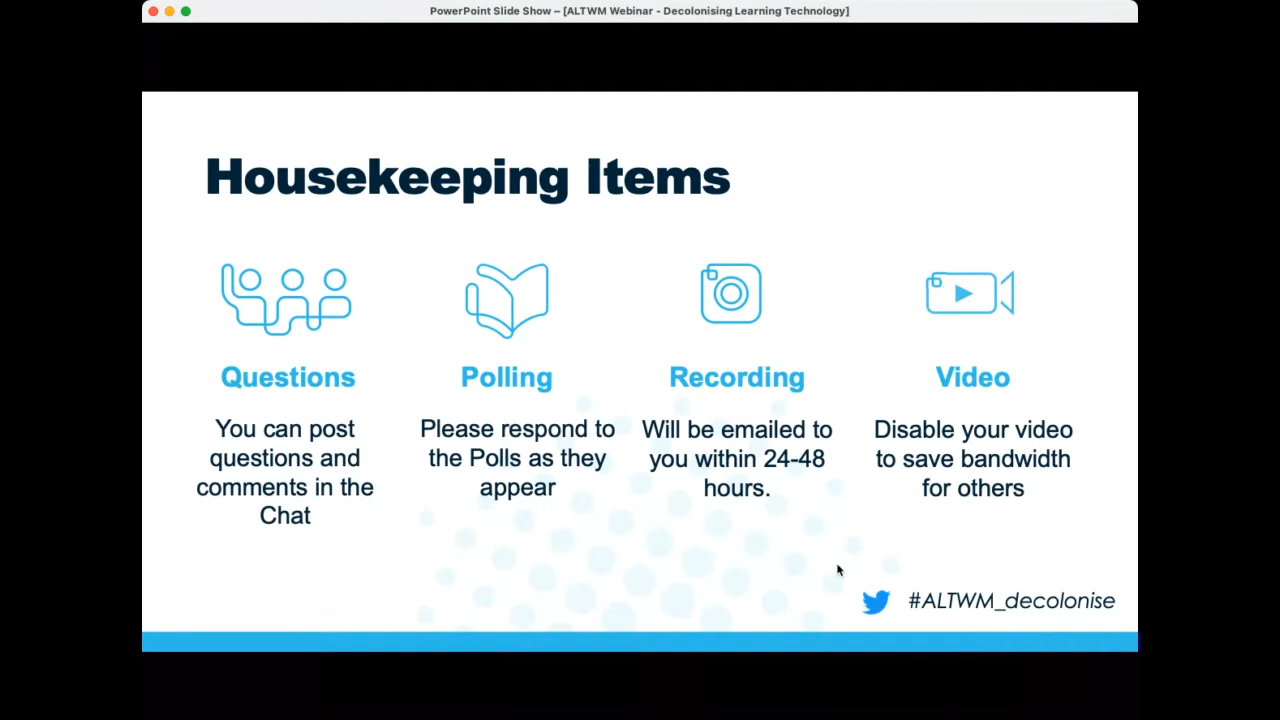 PowerPoint Slide Show – [ALTWM Webinar - Decolonising Learning Technology]
Housekeeping Items
Questions
You can post
questions and
comments in the
Chat
Polling
Please respond to
the Polls as they
appear
Recording
Will be emailed to
you within 24-48
hours.
Video
Disable your video
to save bandwidth
for others
#ALTWM_decolonise